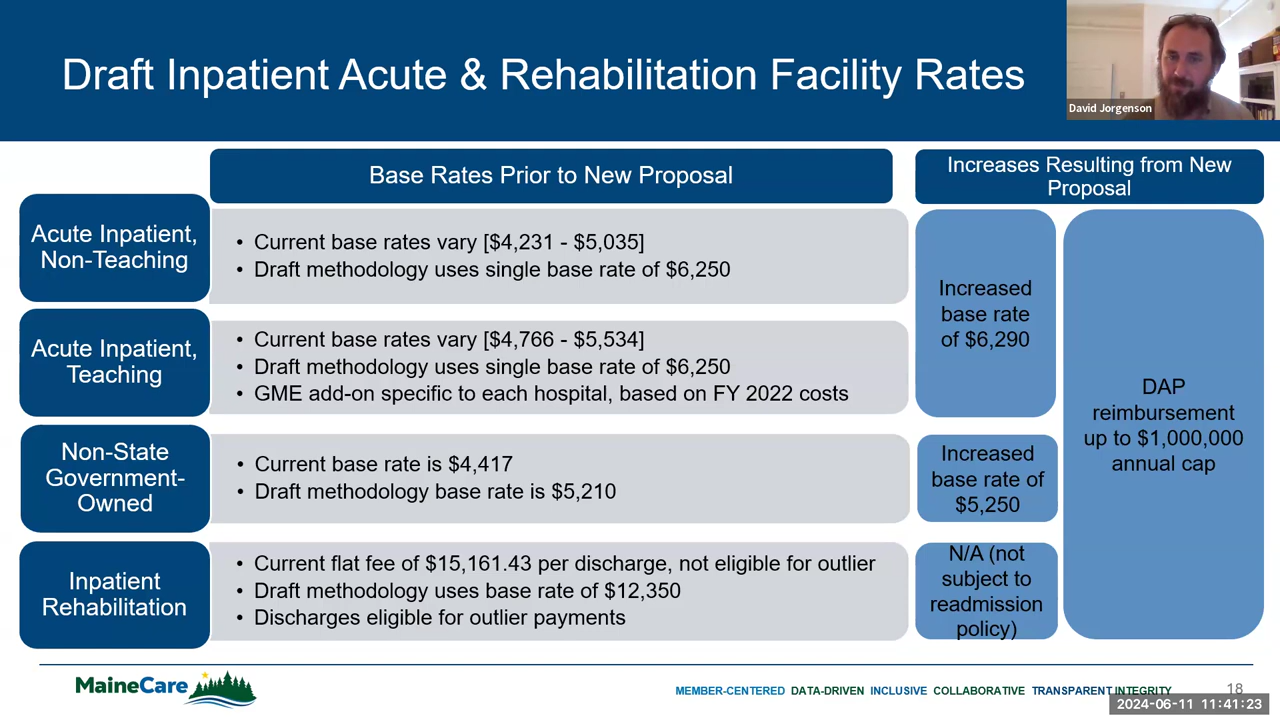 Draft Inpatient Acute & Rehabilitation Facility Rates
David Jorgenson
Base Rates Prior to New Proposal
Increases Resulting from New
Proposal
Acute Inpatient,
Non-Teaching
• Current base rates vary [$4,231 - $5,035]
• Draft methodology uses single base rate of $6,250
Acute Inpatient,
Teaching
• Current base rates vary [$4,766 - $5,534]
• Draft methodology uses single base rate of $6,250
• GME add-on specific to each hospital, based on FY 2022 costs
Increased
base rate
of $6,290
Non-State
Government-
Owned
• Current base rate is $4,417
• Draft methodology base rate is $5,210
Increased
base rate of
$5,250
Inpatient
Rehabilitation
• Current flat fee of $15,161.43 per discharge, not eligible for outlier
• Draft methodology uses base rate of $12,350
• Discharges eligible for outlier payments
N/A (not
subject to
readmission
policy)
DAP
reimbursement
up to $1,000,000
annual cap
MaineCare
MEMBER-CENTERED DATA-DRIVEN INCLUSIVE COLLABORATIVE TRANSPARENT INTEGRITY
18
2024-06-11 11:41:23